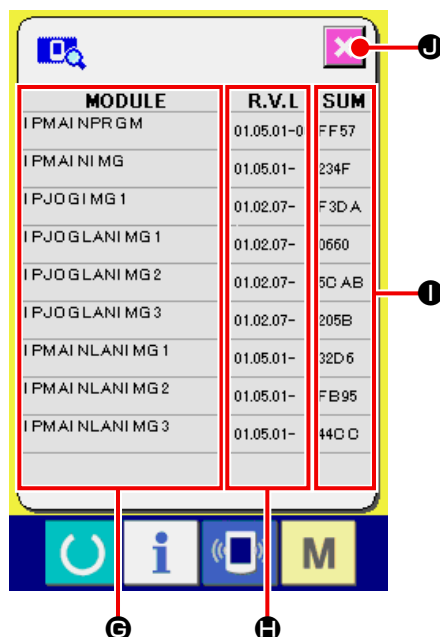 J
MODULE R.V.L SUM
IPMAINPRGM 01.05.01-0 FF57
IPMAINIMG 01.05.01- 234F
IPJOGIMG1 01.02.07- F3DA
IPJOGLANIMG1 01.02.07- 0660
IPJOGLANIMG2 01.02.07- 5CAB
I
IPJOGLANIMG3 01.02.07- 205B
IPMAINLANIMG1 01.05.01- 32D6
IPMAINLANIMG2 01.05.01- FB95
IPMAINLANIMG3 01.05.01- 44CC
i M
G H